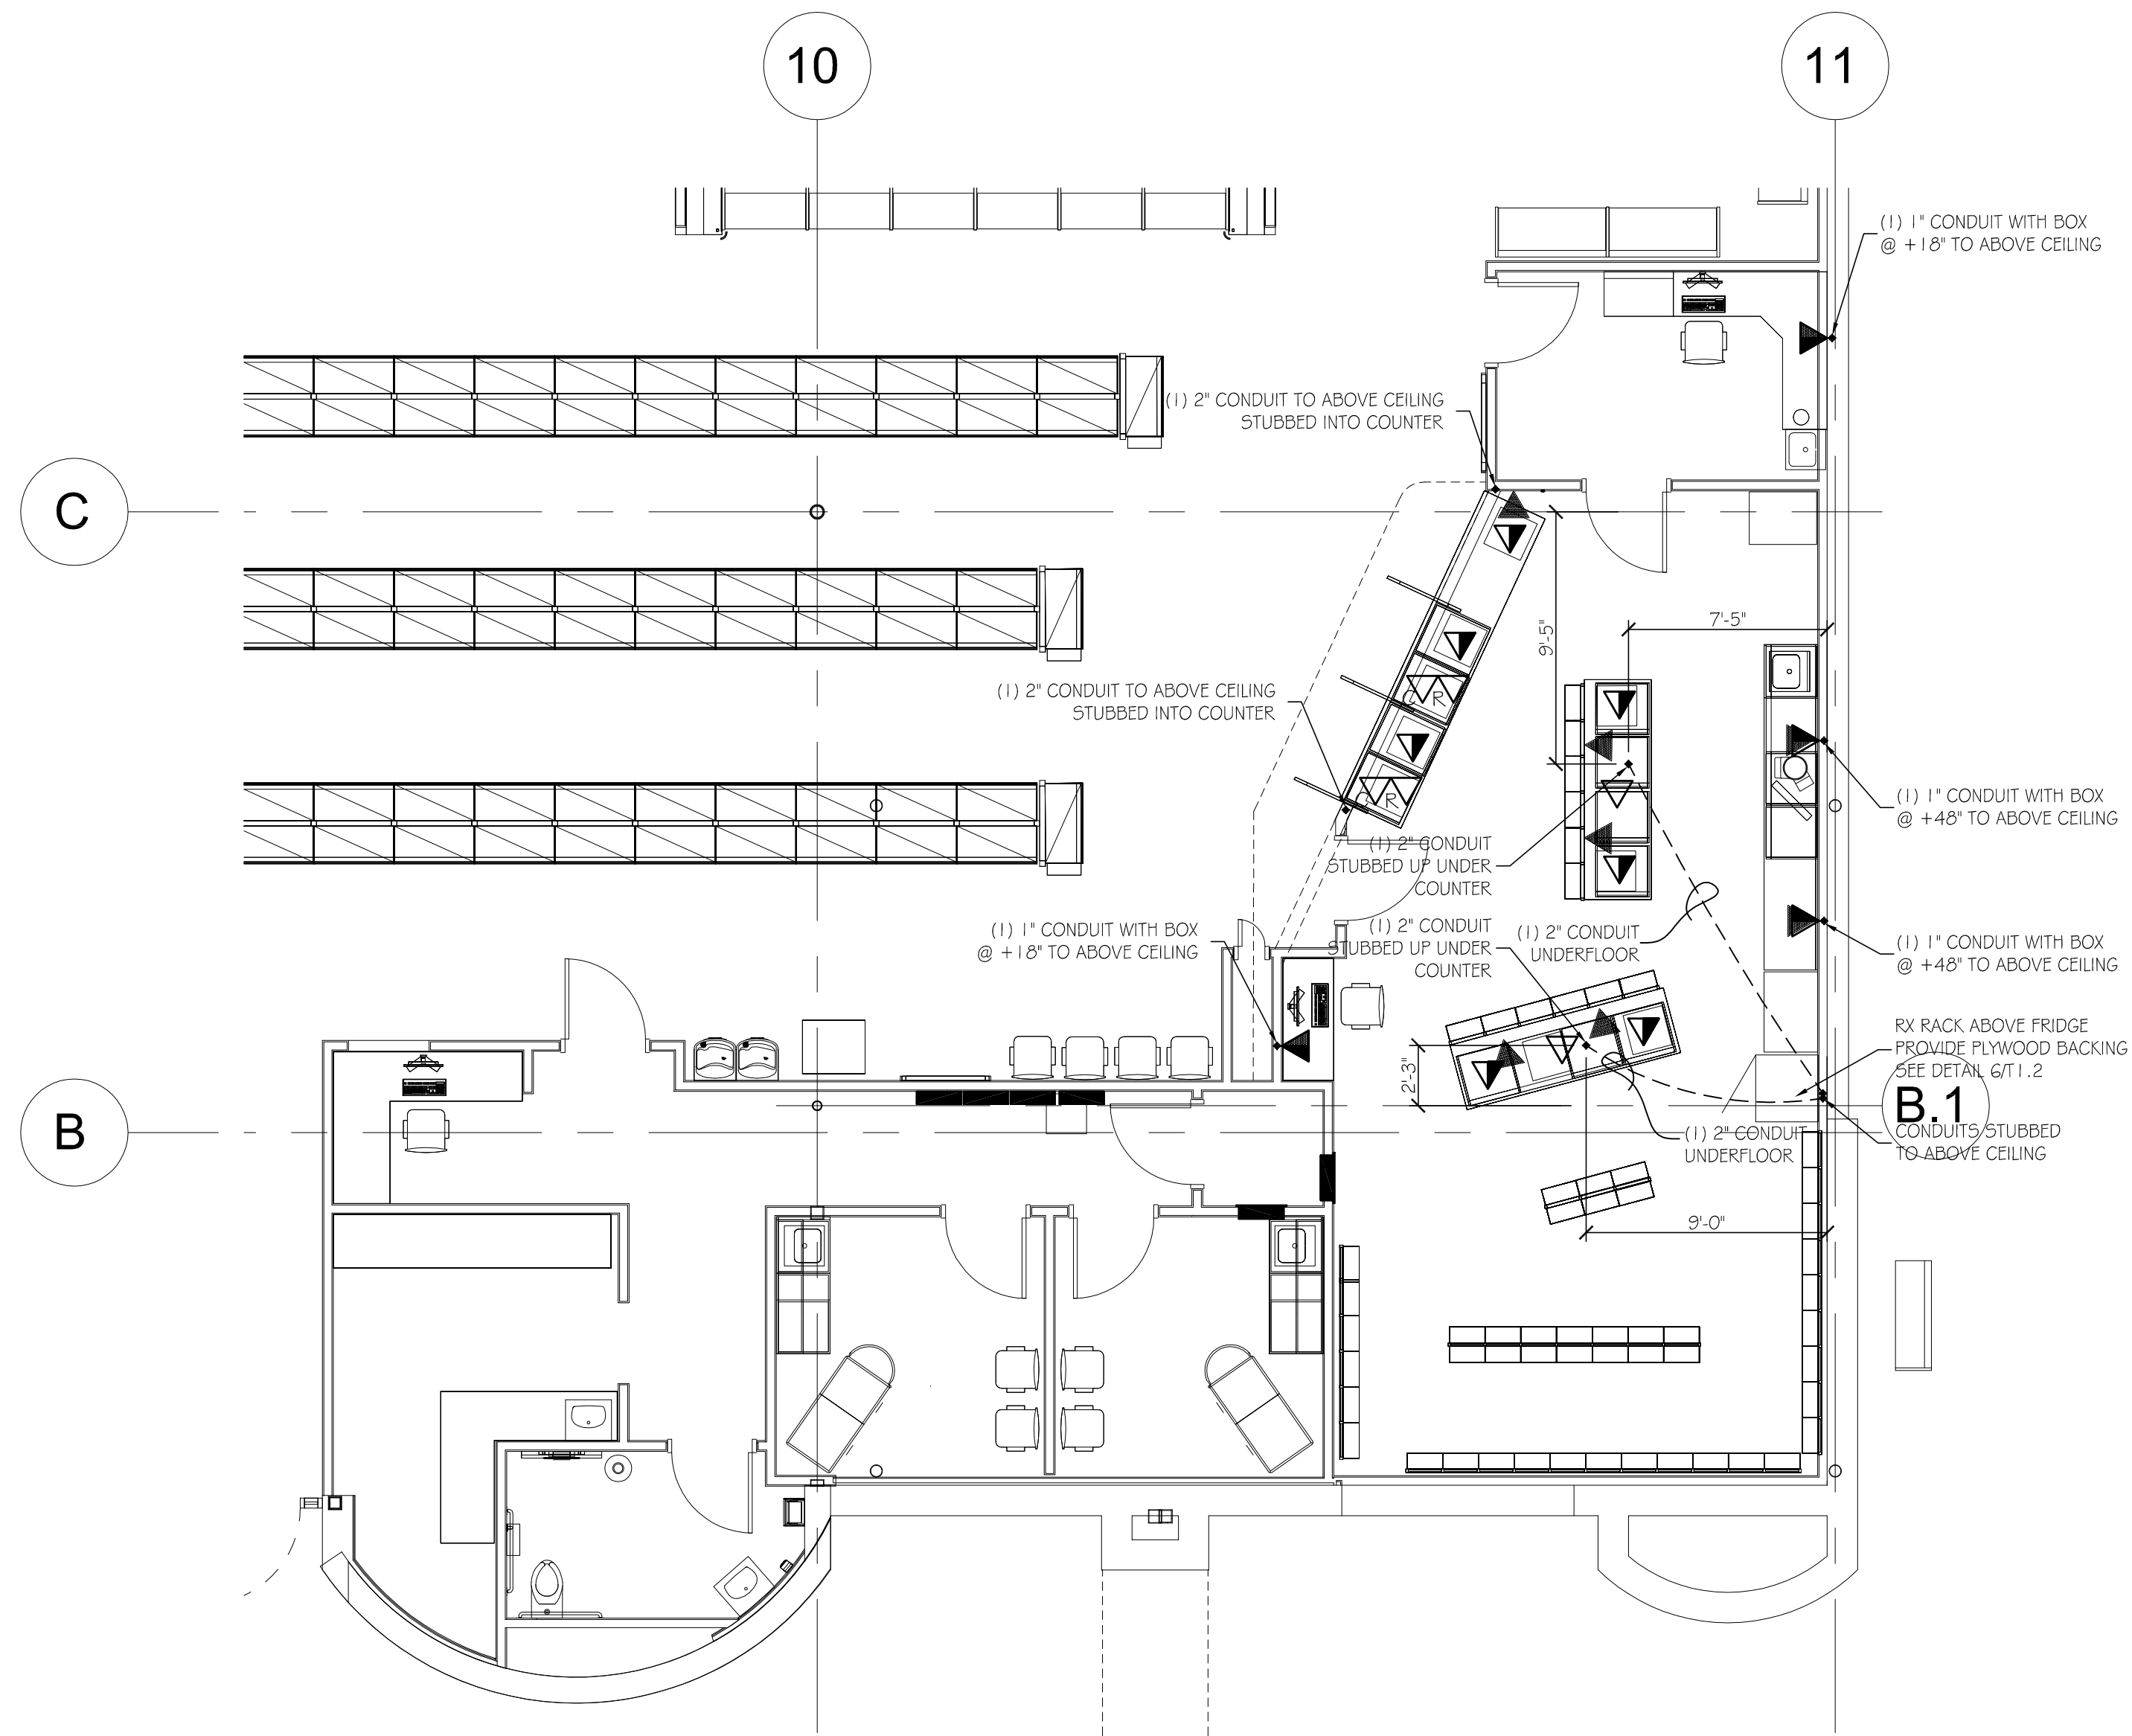 10
11
(1) 1" CONDUIT WITH BOX
@ +18" TO ABOVE CEILING
(1) 2" CONDUIT TO ABOVE CEILING
STUBBED INTO COUNTER
C
7'-5"
9'-5"
(1) 2" CONDUIT TO ABOVE CEILING
STUBBED INTO COUNTER
C R
C R
(1) 1" CONDUIT WITH BOX
@ +48" TO ABOVE CEILING
(1) 2" CONDUIT
STUBBED UP UNDER
COUNTER
(1) 1" CONDUIT WITH BOX
@ +18" TO ABOVE CEILING
(1) 2" CONDUIT
STUBBED UP UNDER
COUNTER
(1) 2" CONDUIT
UNDERFLOOR
(1) 1" CONDUIT WITH BOX
@ +48" TO ABOVE CEILING
RX RACK ABOVE FRIDGE
PROVIDE PLYWOOD BACKING
SEE DETAIL 6/T1.2
2'-3"
B.1
B
(1) 2" CONDUIT
UNDERFLOOR
CONDUITS STUBBED
TO ABOVE CEILING
9'-0"